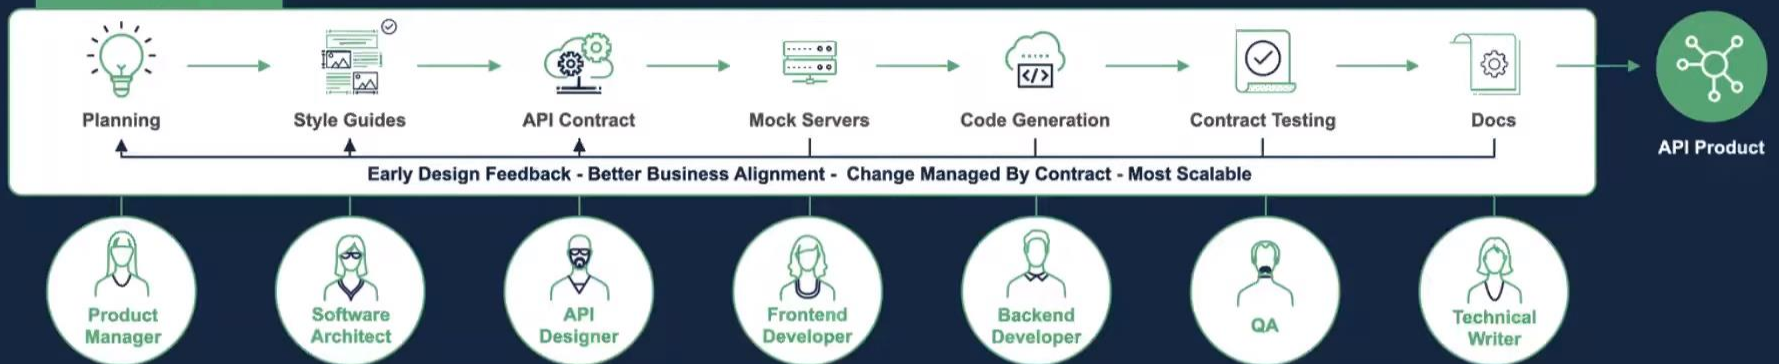 Planning
Style Guides
API Contract
Mock Servers
Code Generation
Contract Testing
Docs
API Product
Early Design Feedback - Better Business Alignment - Change Managed By Contract - Most Scalable
Product
Manager
Software
Architect
API
Designer
Frontend
Developer
Backend
Developer
QA
Technical
Writer